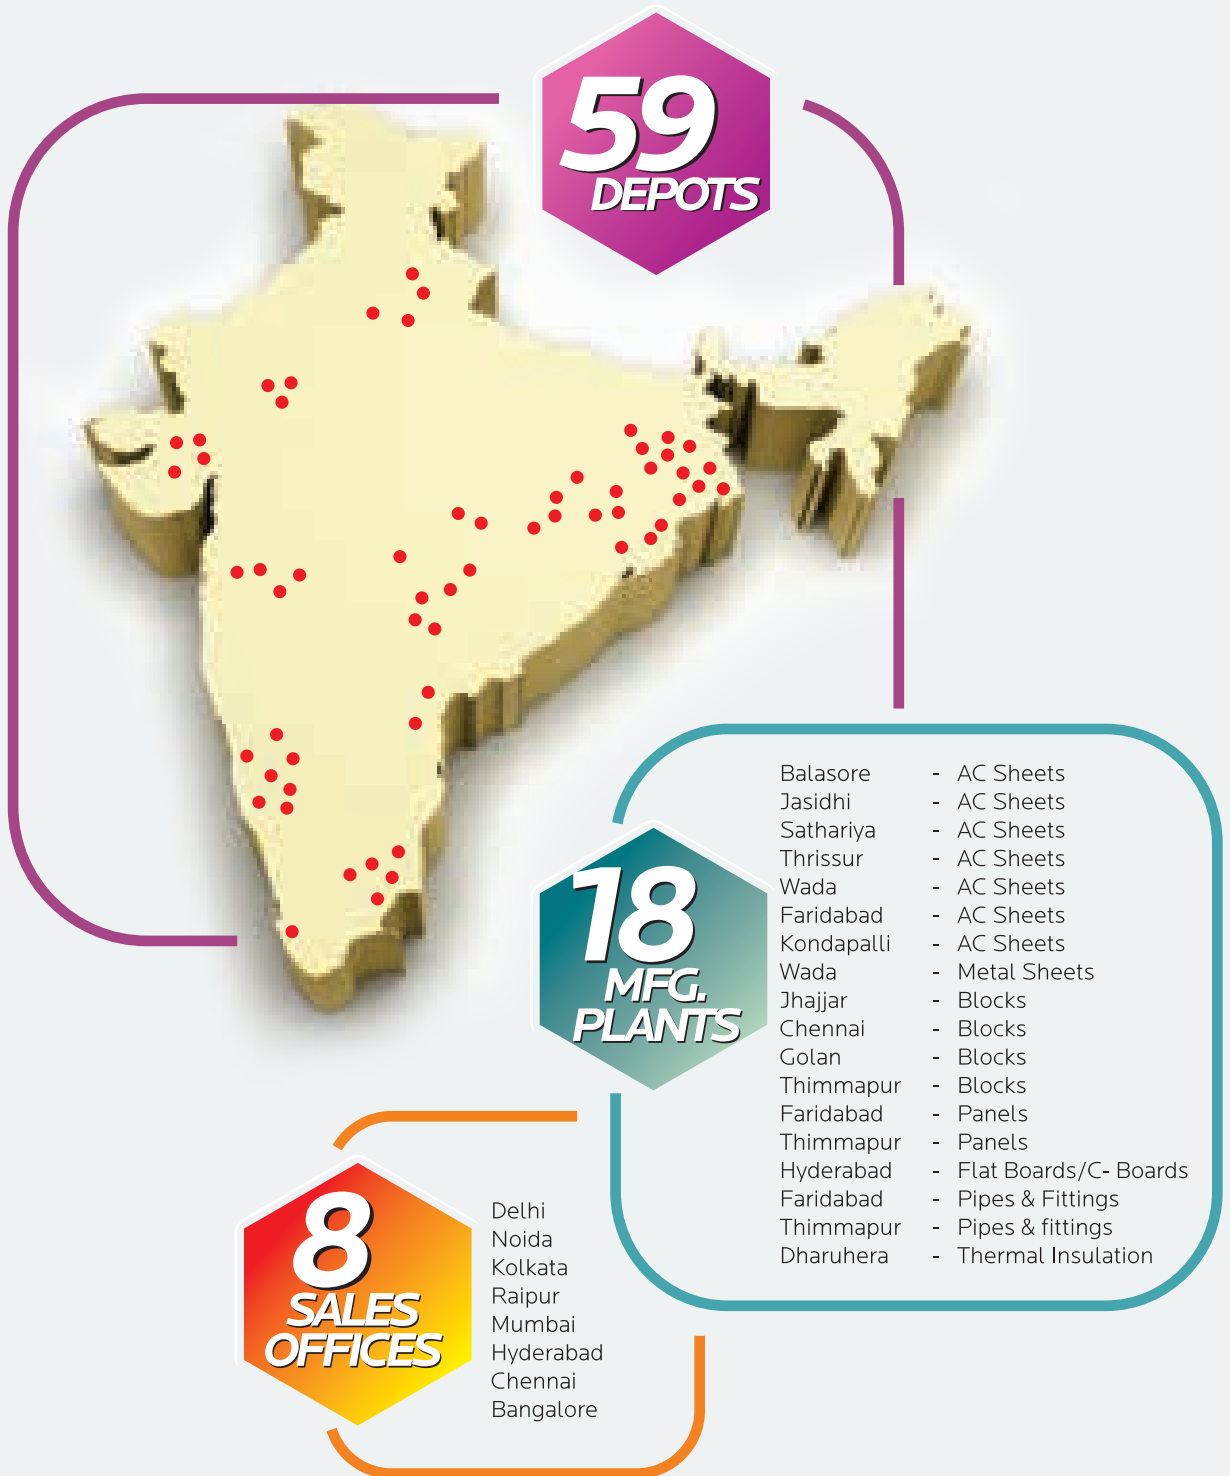 59
DEPOTS
18
MFG.
PLANTS
Balasore - AC Sheets
Jasidhi - AC Sheets
Sathariya - AC Sheets
Thrissur - AC Sheets
Wada - AC Sheets
Faridabad - AC Sheets
Kondapalli - AC Sheets
Wada - Metal Sheets
Jhajjar - Blocks
Chennai - Blocks
Golan - Blocks
Thimmapur - Blocks
Faridabad - Panels
Thimmapur - Panels
Hyderabad - Flat Boards/C- Boards
Faridabad - Pipes & Fittings
Thimmapur - Pipes & fittings
Dharuhera - Thermal Insulation
8
SALES
OFFICES
Delhi
Noida
Kolkata
Raipur
Mumbai
Hyderabad
Chennai
Bangalore